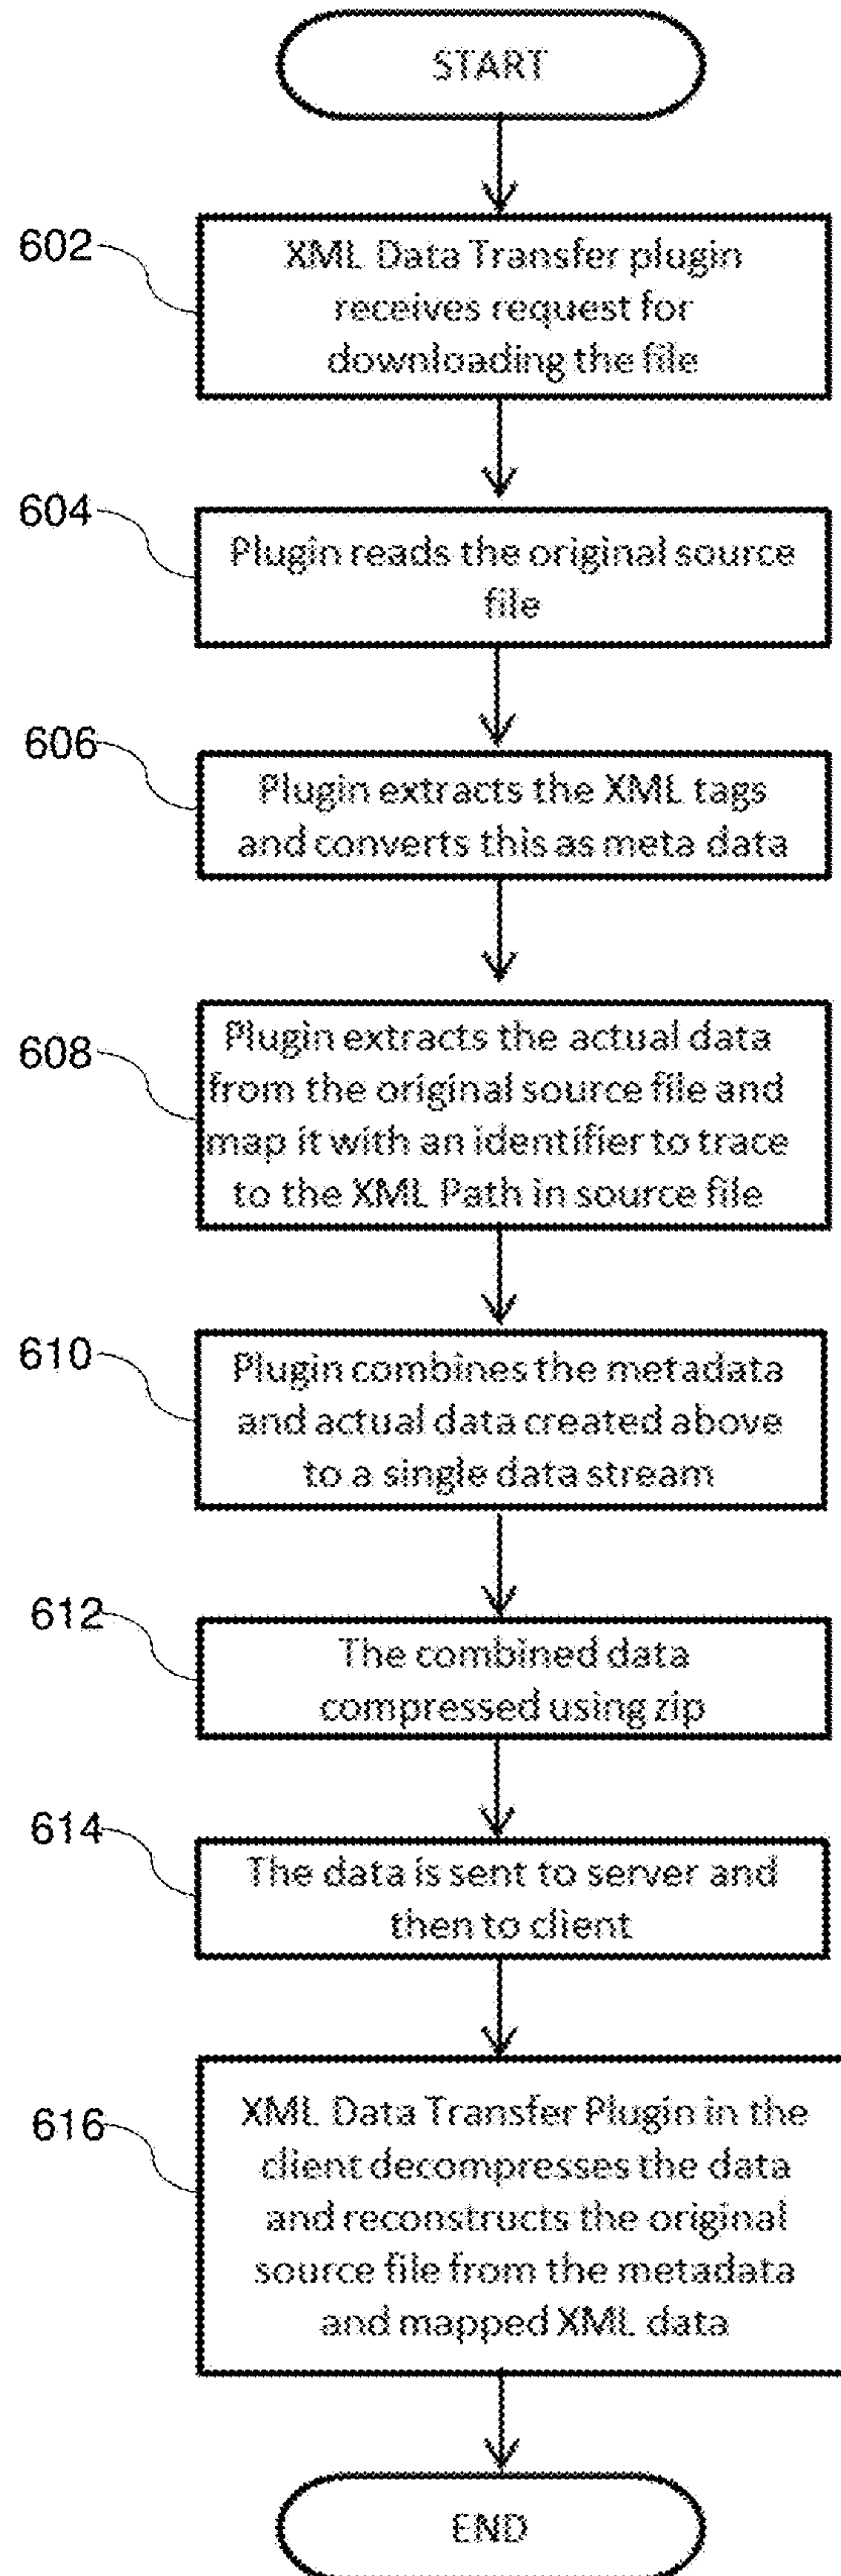 START
602
XML Data Transfer plugin
receives request for
downloading the file
604
Plugin reads the original source
file
606
Plugin extracts the XML tags
and converts this as meta data
608
Plugin extracts the actual data
from the original source file and
map it with an identifier to trace
to the XML Path in source file
610
Plugin combines the metadata
and actual data created above
to a single data stream
612
The combined data
compressed using zip
614
The data is sent to server and
then to client
616
XML Data Transfer Plugin in the
client decompresses the data
and reconstructs the original
source file from the metadata
and mapped XML data
END